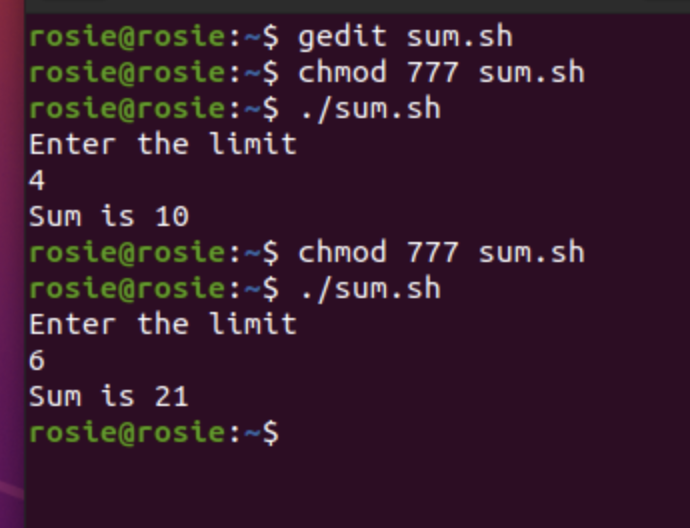 rosie@rosie:~$ gedit sum.sh
rosie@rosie:~$ chmod 777 sum.sh
rosie@rosie:~$ ./sum.sh
Enter the limit
4
Sum is 10
rosie@rosie:~$ chmod 777 sum.sh
rosie@rosie:~$ ./sum.sh
Enter the limit
6
Sum is 21
rosie@rosie:~$